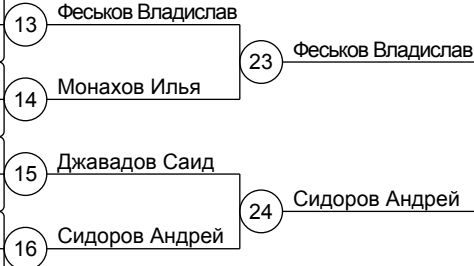 13 Феськов Владислав
23 Феськов Владислав
14 Монахов Илья
15 Джавадов Саид
24 Сидоров Андрей
16 Сидоров Андрей